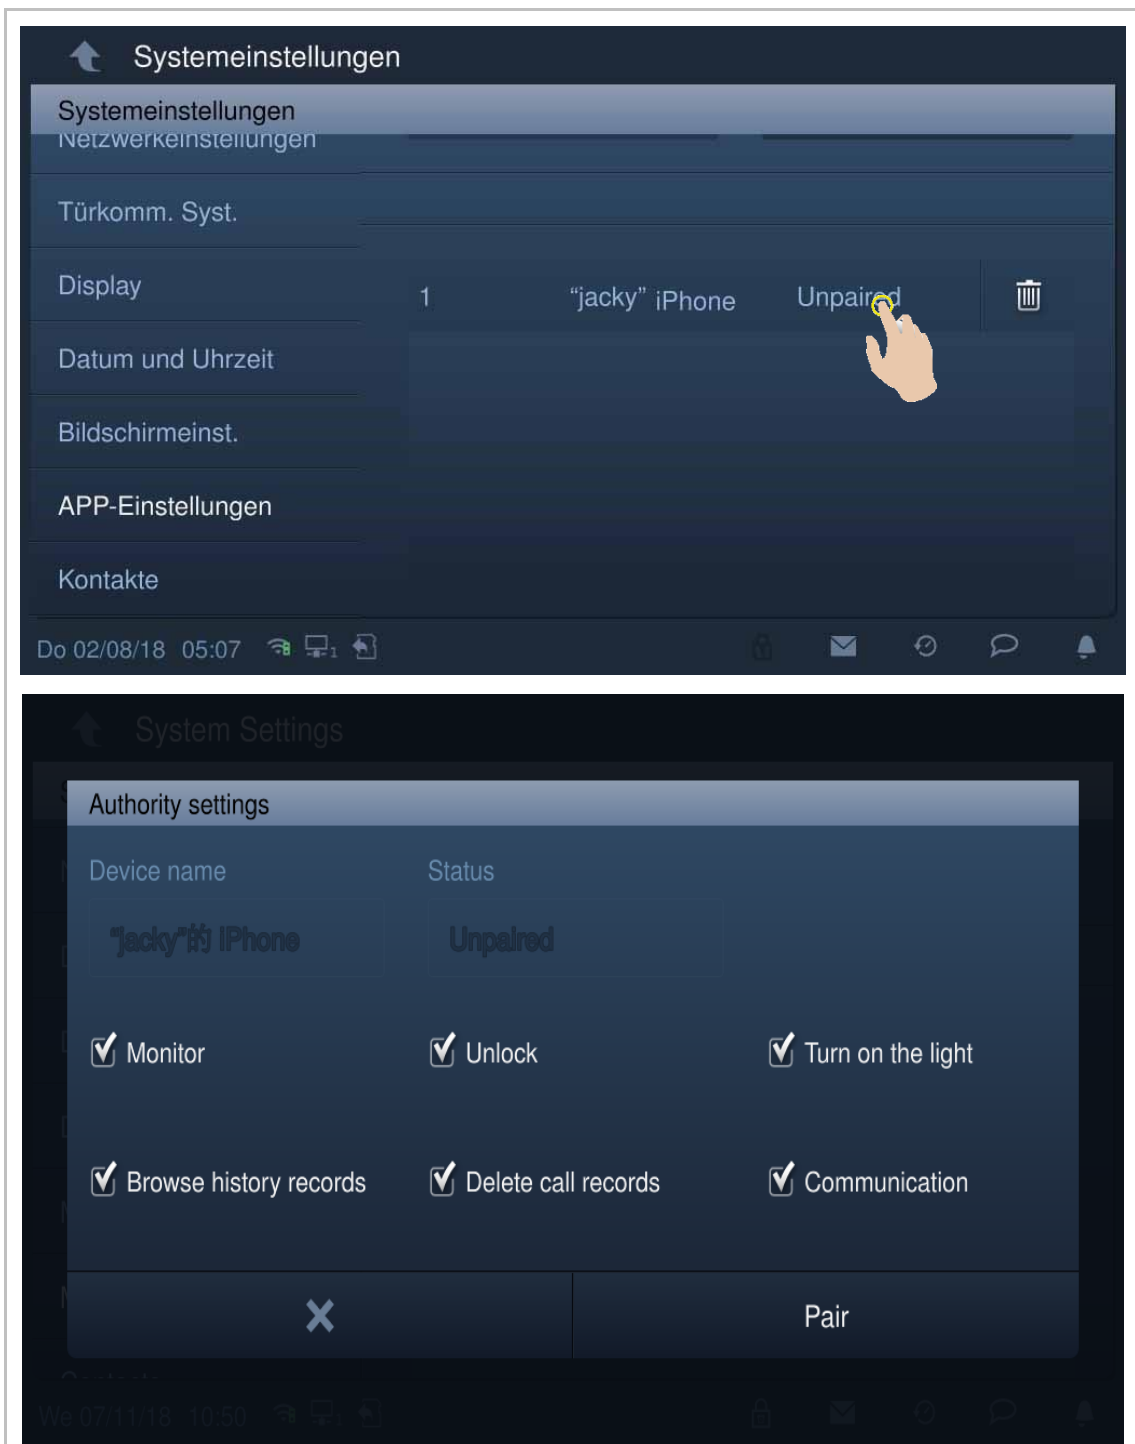 Systemeinstellungen
Systemeinstellungen
Netzwerkeinstellungen
Türkomm. Syst.
Display
1 “jacky” iPhone Unpaired
Datum und Uhrzeit
Bildschirmeinst.
APP-Einstellungen
Kontakte
Do 02/08/18 05:07
System Settings
Authority settings
Device name Status
“jacky”的 iPhone Unpaired
Monitor Unlock Turn on the light
Browse history records Delete call records Communication
Pair
Contacts
We 07/11/18 10:50